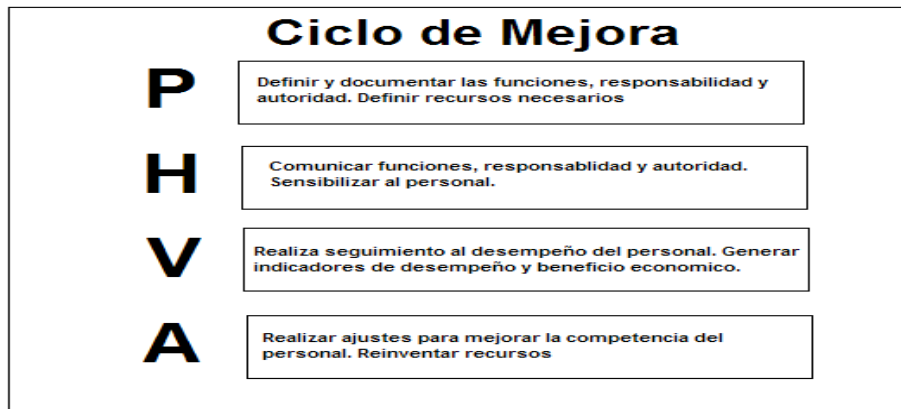 Ciclo de Mejora
P
Definir y documentar las funciones, responsabilidad y
autoridad. Definir recursos necesarios
H
Comunicar funciones, responsablidad y autoridad.
Sensibilizar al personal.
V
Realiza seguimiento al desempeño del personal. Generar
indicadores de desempeño y beneficio economico.
A
Realizar ajustes para mejorar la competencia del
personal. Reinventar recursos